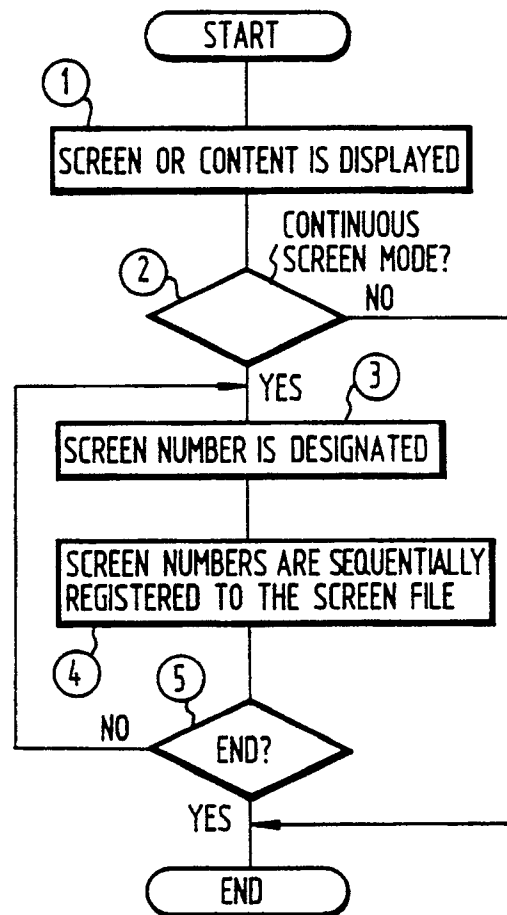 START
1
SCREEN OR CONTENT IS DISPLAYED
CONTINUOUS
SCREEN MODE?
2
NO
YES
3
SCREEN NUMBER IS DESIGNATED
SCREEN NUMBERS ARE SEQUENTIALLY
REGISTERED TO THE SCREEN FILE
4
5
NO
END?
YES
END